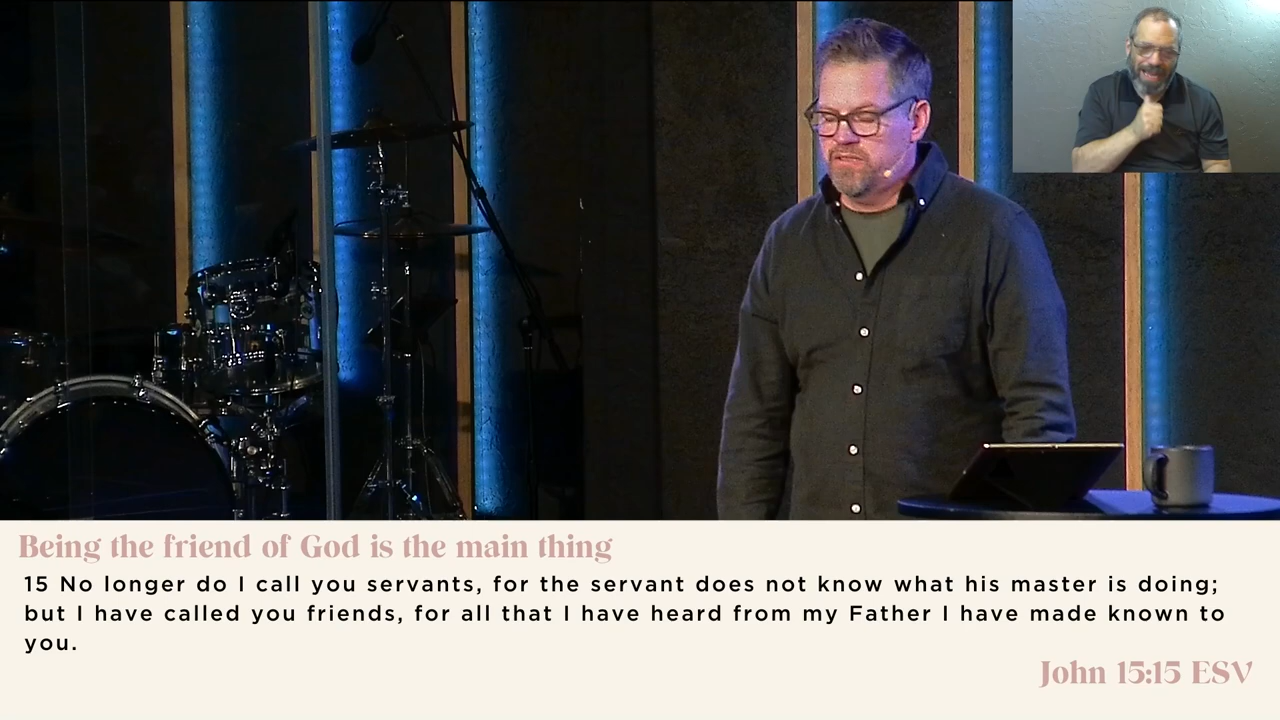 Being the friend of God is the main thing
15 No longer do I call you servants, for the servant does not know what his master is doing;
but I have called you friends, for all that I have heard from my Father I have made known to
you.
John 15:15 ESV